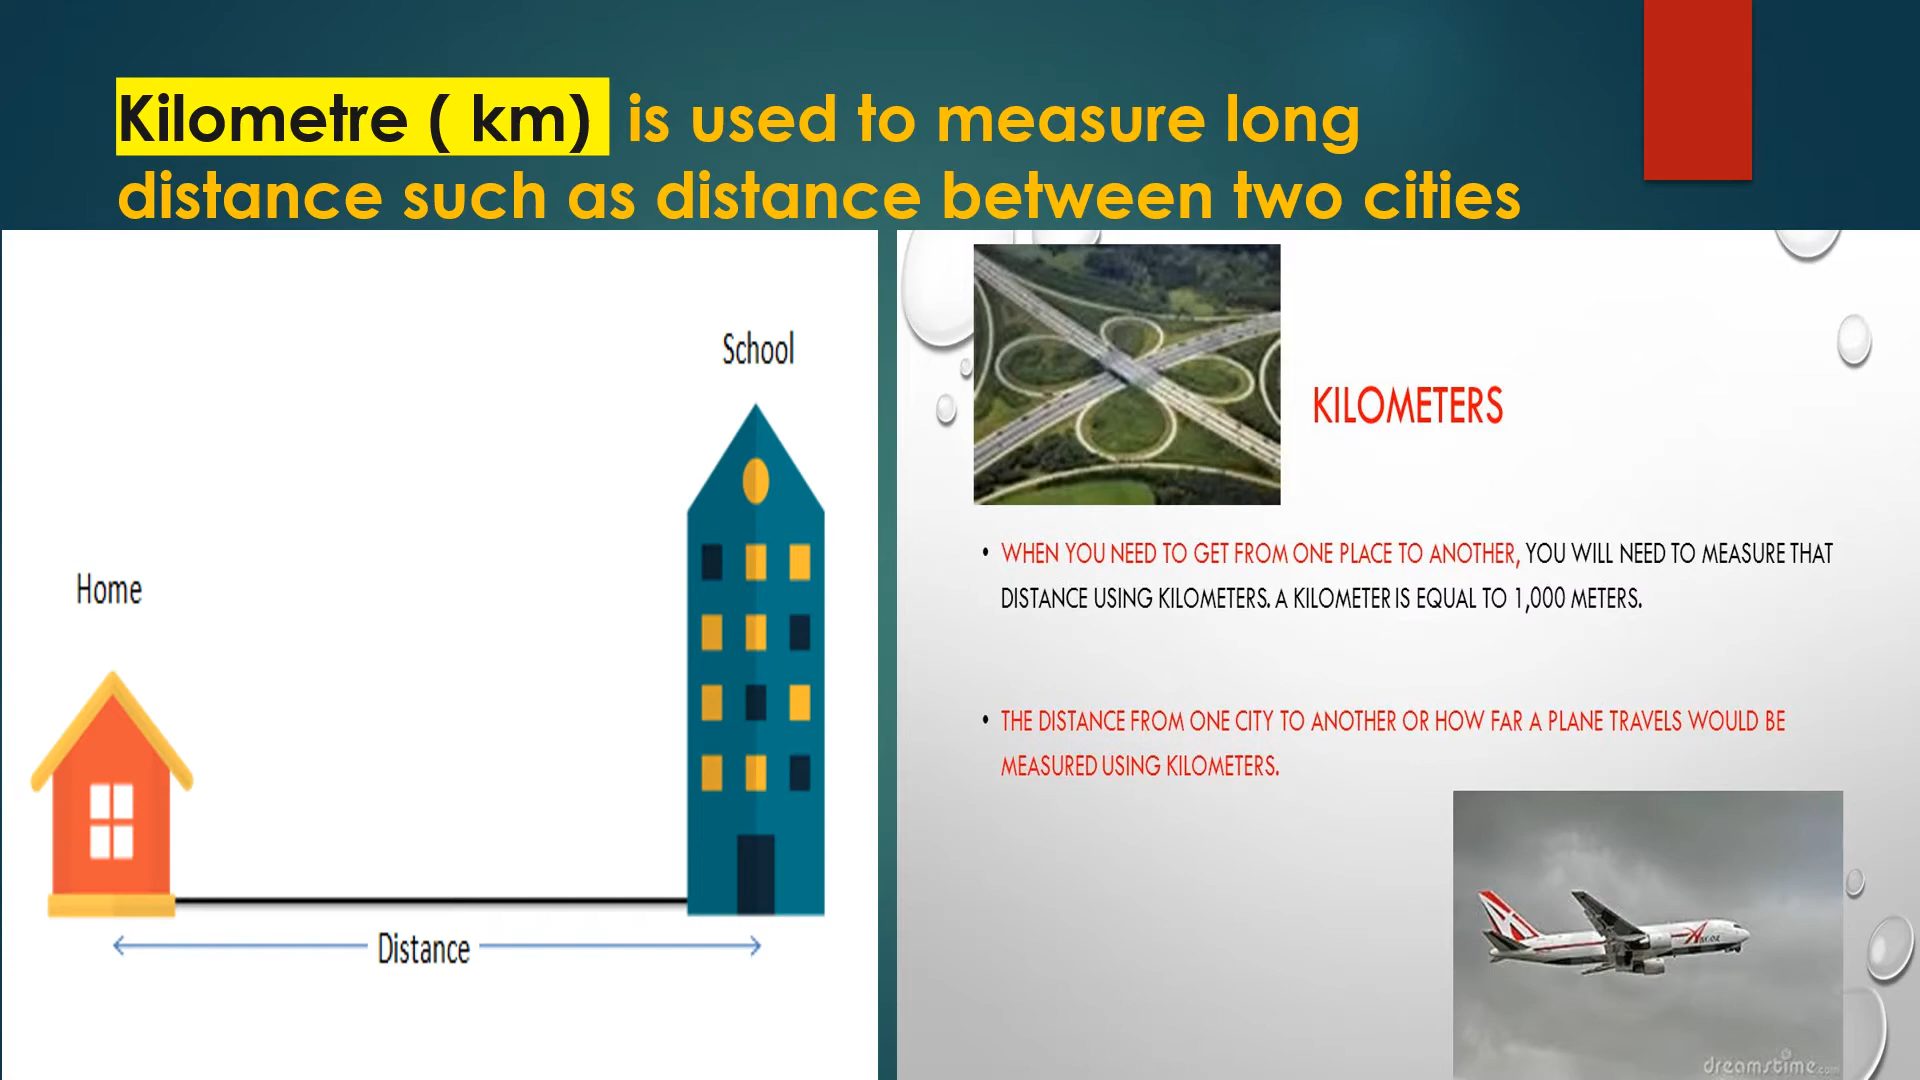 Kilometre ( km) is used to measure long
distance such as distance between two cities
School
Home
Distance
KILOMETERS
• WHEN YOU NEED TO GET FROM ONE PLACE TO ANOTHER, YOU WILL NEED TO MEASURE THAT
DISTANCE USING KILOMETERS. A KILOMETER IS EQUAL TO 1,000 METERS.
• THE DISTANCE FROM ONE CITY TO ANOTHER OR HOW FAR A PLANE TRAVELS WOULD BE
MEASURED USING KILOMETERS.
dreamstime.com